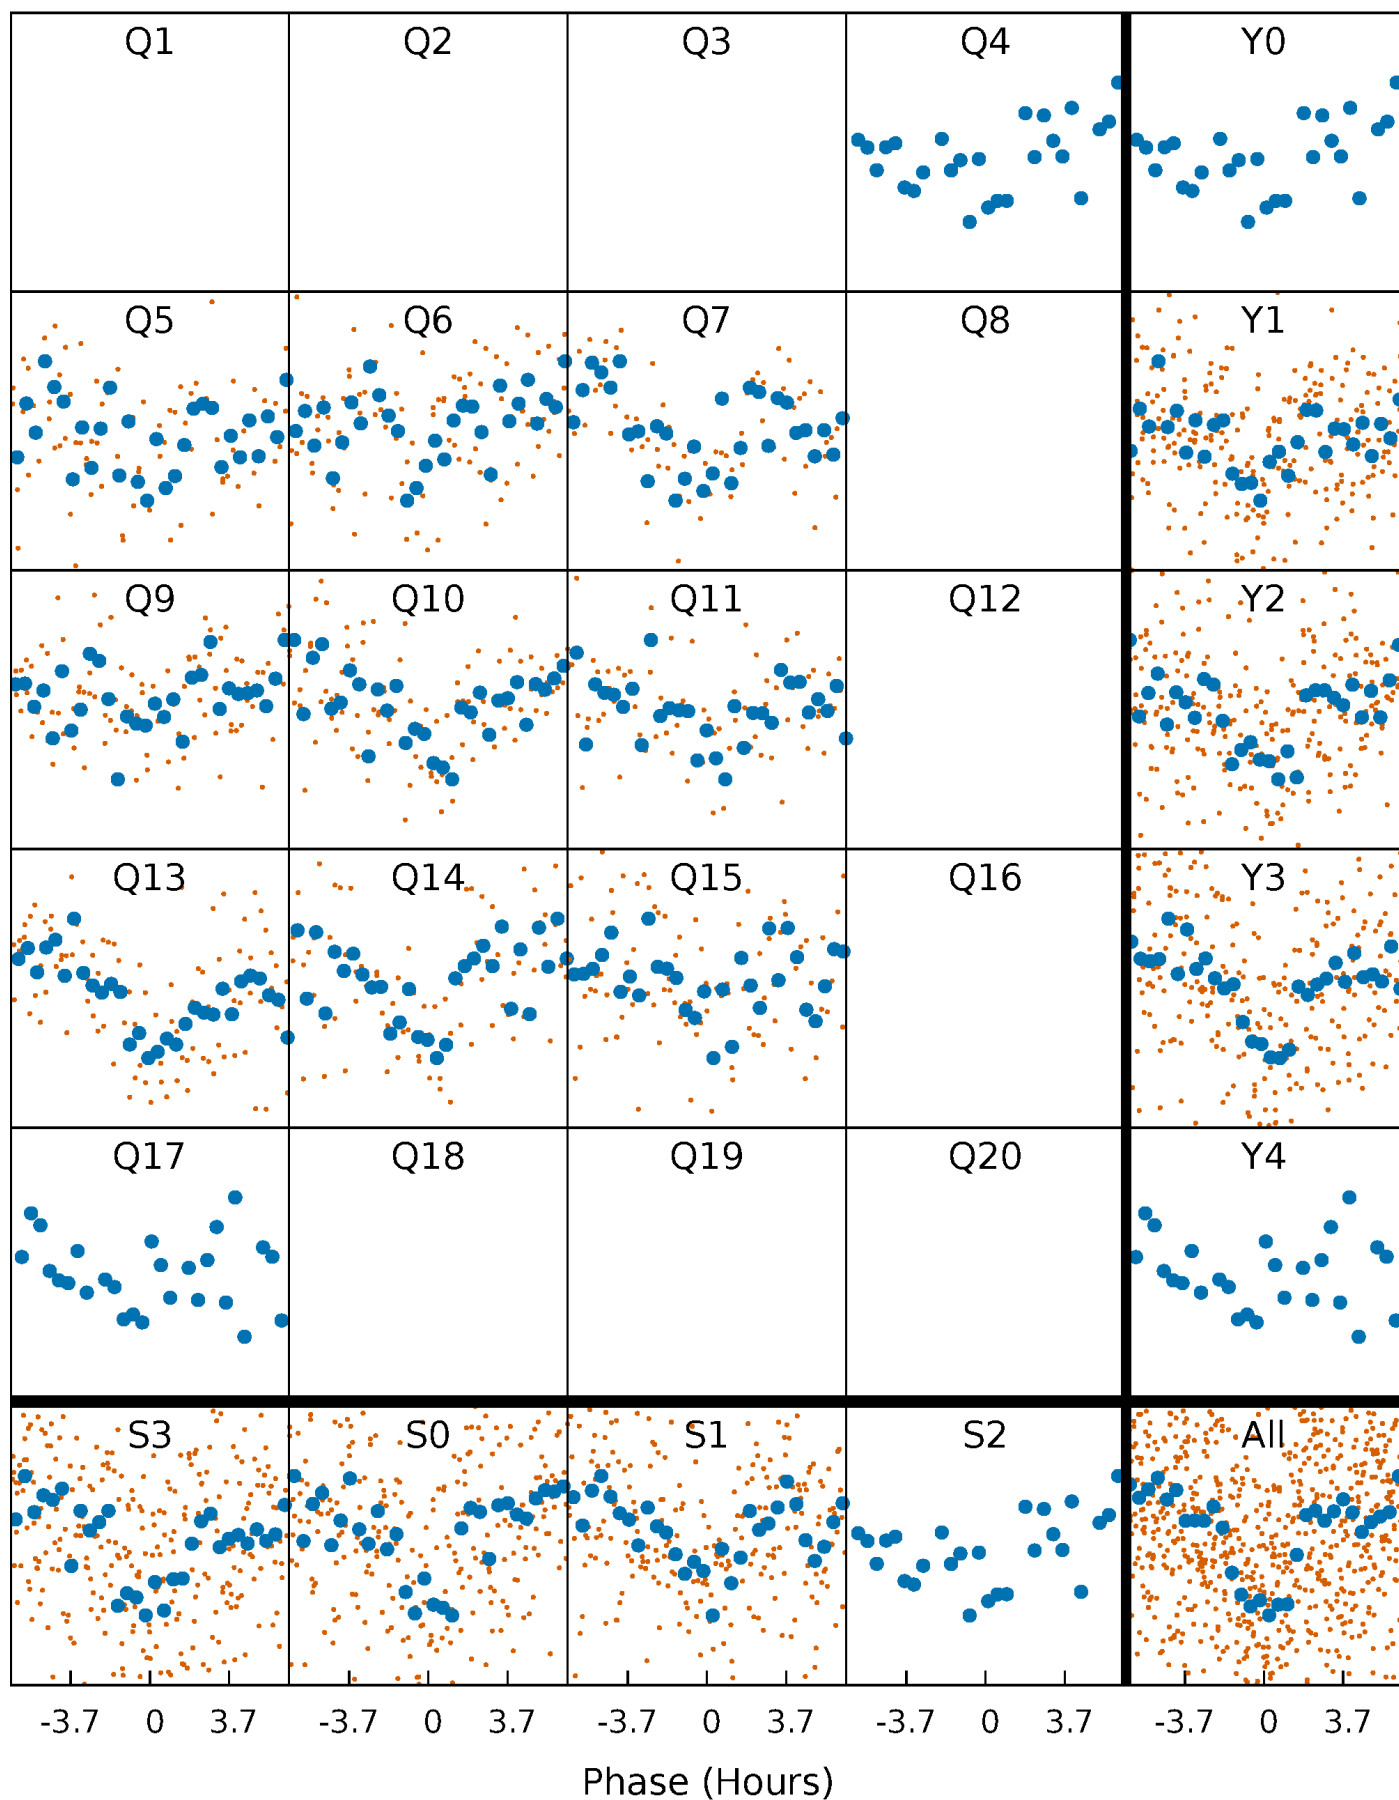 Q1 Q2 Q3 Q4 Y0
Q5 Q6 Q7 Q8 Y1
Q9 Q10 Q11 Q12 Y2
Q13 Q14 Q15 Q16 Y3
Q17 Q18 Q19 Q20 Y4
S3 S0 S1 S2 All
-3.7 0 3.7 -3.7 0 3.7 -3.7 0 3.7 -3.7 0 3.7 -3.7 0 3.7
Phase (Hours)